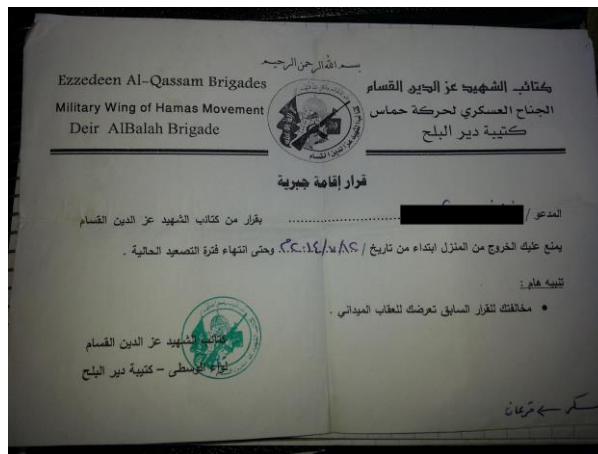 بسم الله الرحمن الرحيم
Ezzedeen Al-Qassam Brigades
Military Wing of Hamas Movement
Deir AlBalah Brigade
كتائب الشهيد عز الدين القسام
الجناح العسكري لحركة حماس
كتيبة دير البلح
قرار إقامة جبرية
المدعو / .................... بقرار من كتائب الشهيد عز الدين القسام
يمنع عليك الخروج من المنزل ابتداء من تاريخ / ٢٠١٤/٧/١٢م وحتى انتهاء فترة التصعيد الحالية .
تنبيه هام :
• مخالفتك للقرار السابق تعرضك للعقاب الميداني .
كتائب الشهيد عز الدين القسام
لواء الوسطى – كتيبة دير البلح